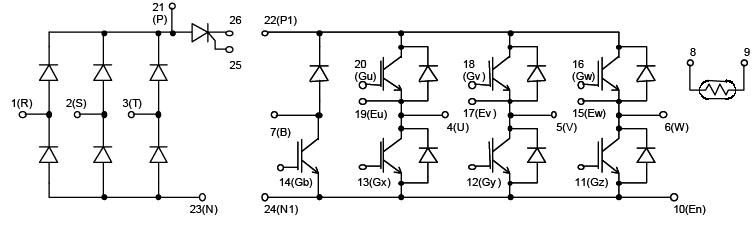 21
(P)
26
25
22(P1)
20
(Gu)
18
(Gv)
16
(Gw)
8
9
1(R)
2(S)
3(T)
19(Eu)
17(Ev)
15(Ew)
7(B)
4(U)
5(V)
6(W)
14(Gb)
13(Gx)
12(Gy)
11(Gz)
23(N)
24(N1)
10(En)